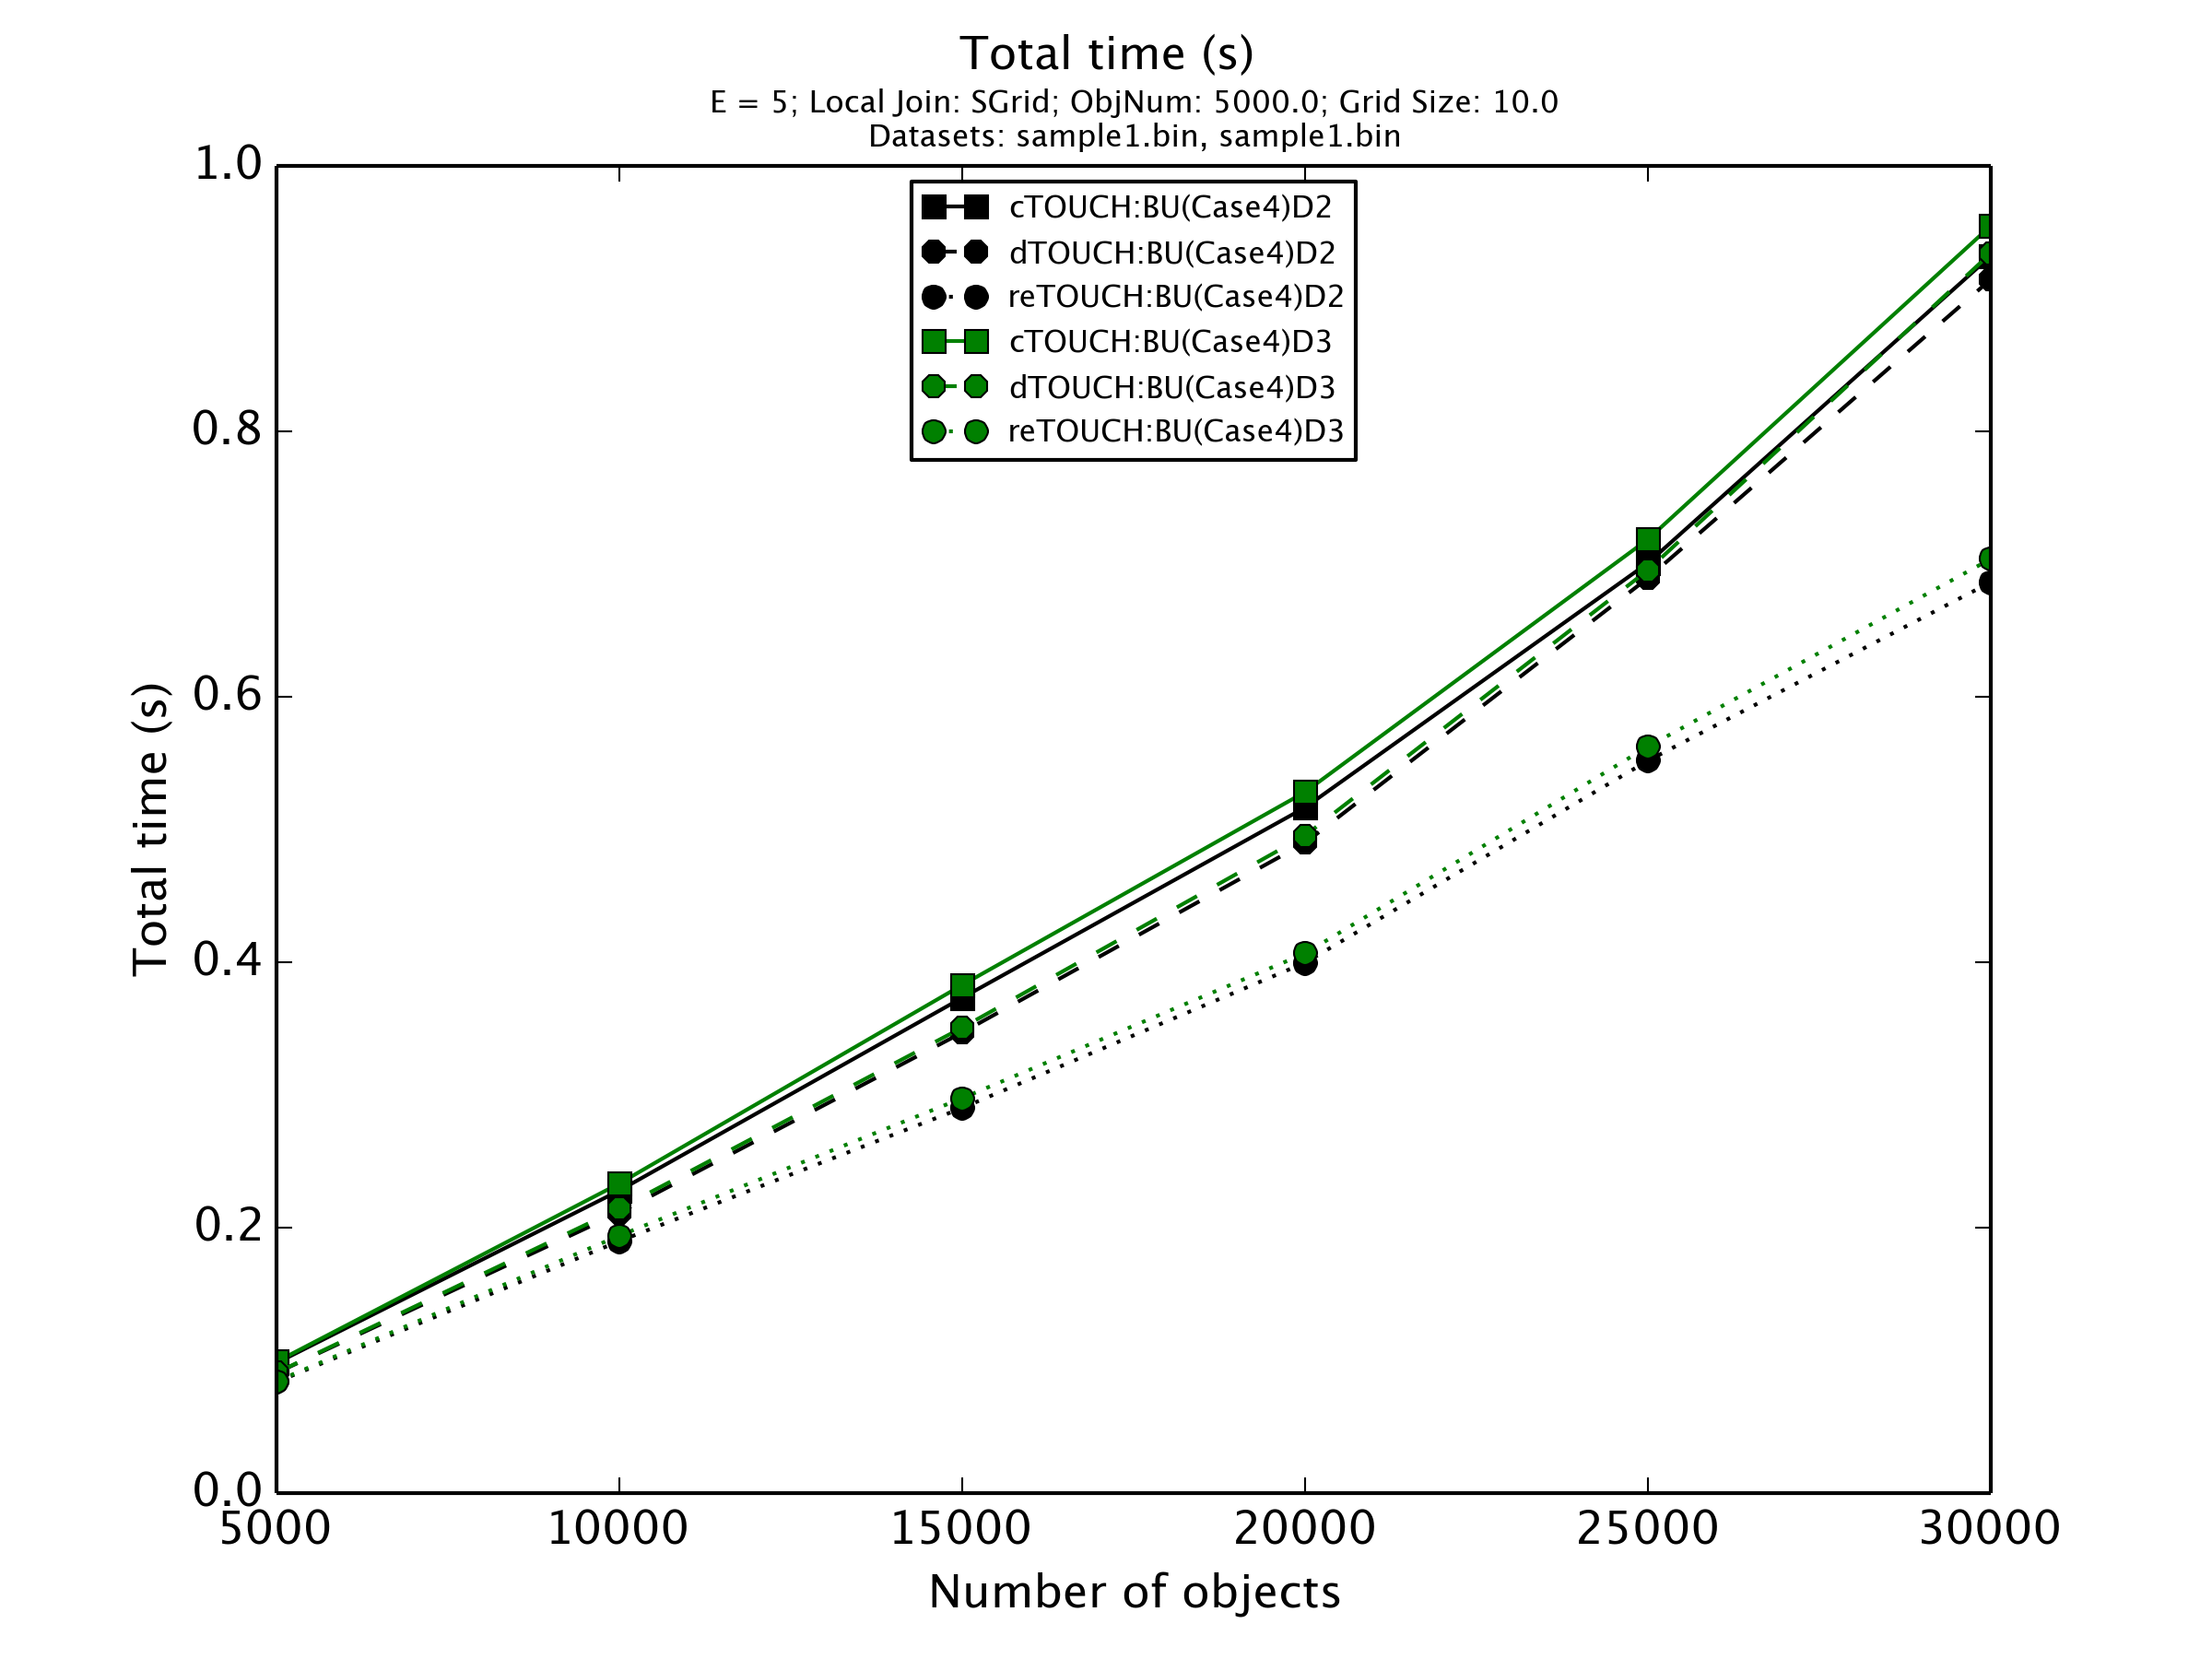 Total time (s)
E = 5; Local Join: SGrid; ObjNum: 5000.0; Grid Size: 10.0
Datasets: sample1.bin, sample1.bin
1.0
0.8
0.6
0.4
0.2
0.0
Total time (s)
cTOUCH:BU(Case4)D2
dTOUCH:BU(Case4)D2
reTOUCH:BU(Case4)D2
cTOUCH:BU(Case4)D3
dTOUCH:BU(Case4)D3
reTOUCH:BU(Case4)D3
5000 10000 15000 20000 25000 30000
Number of objects